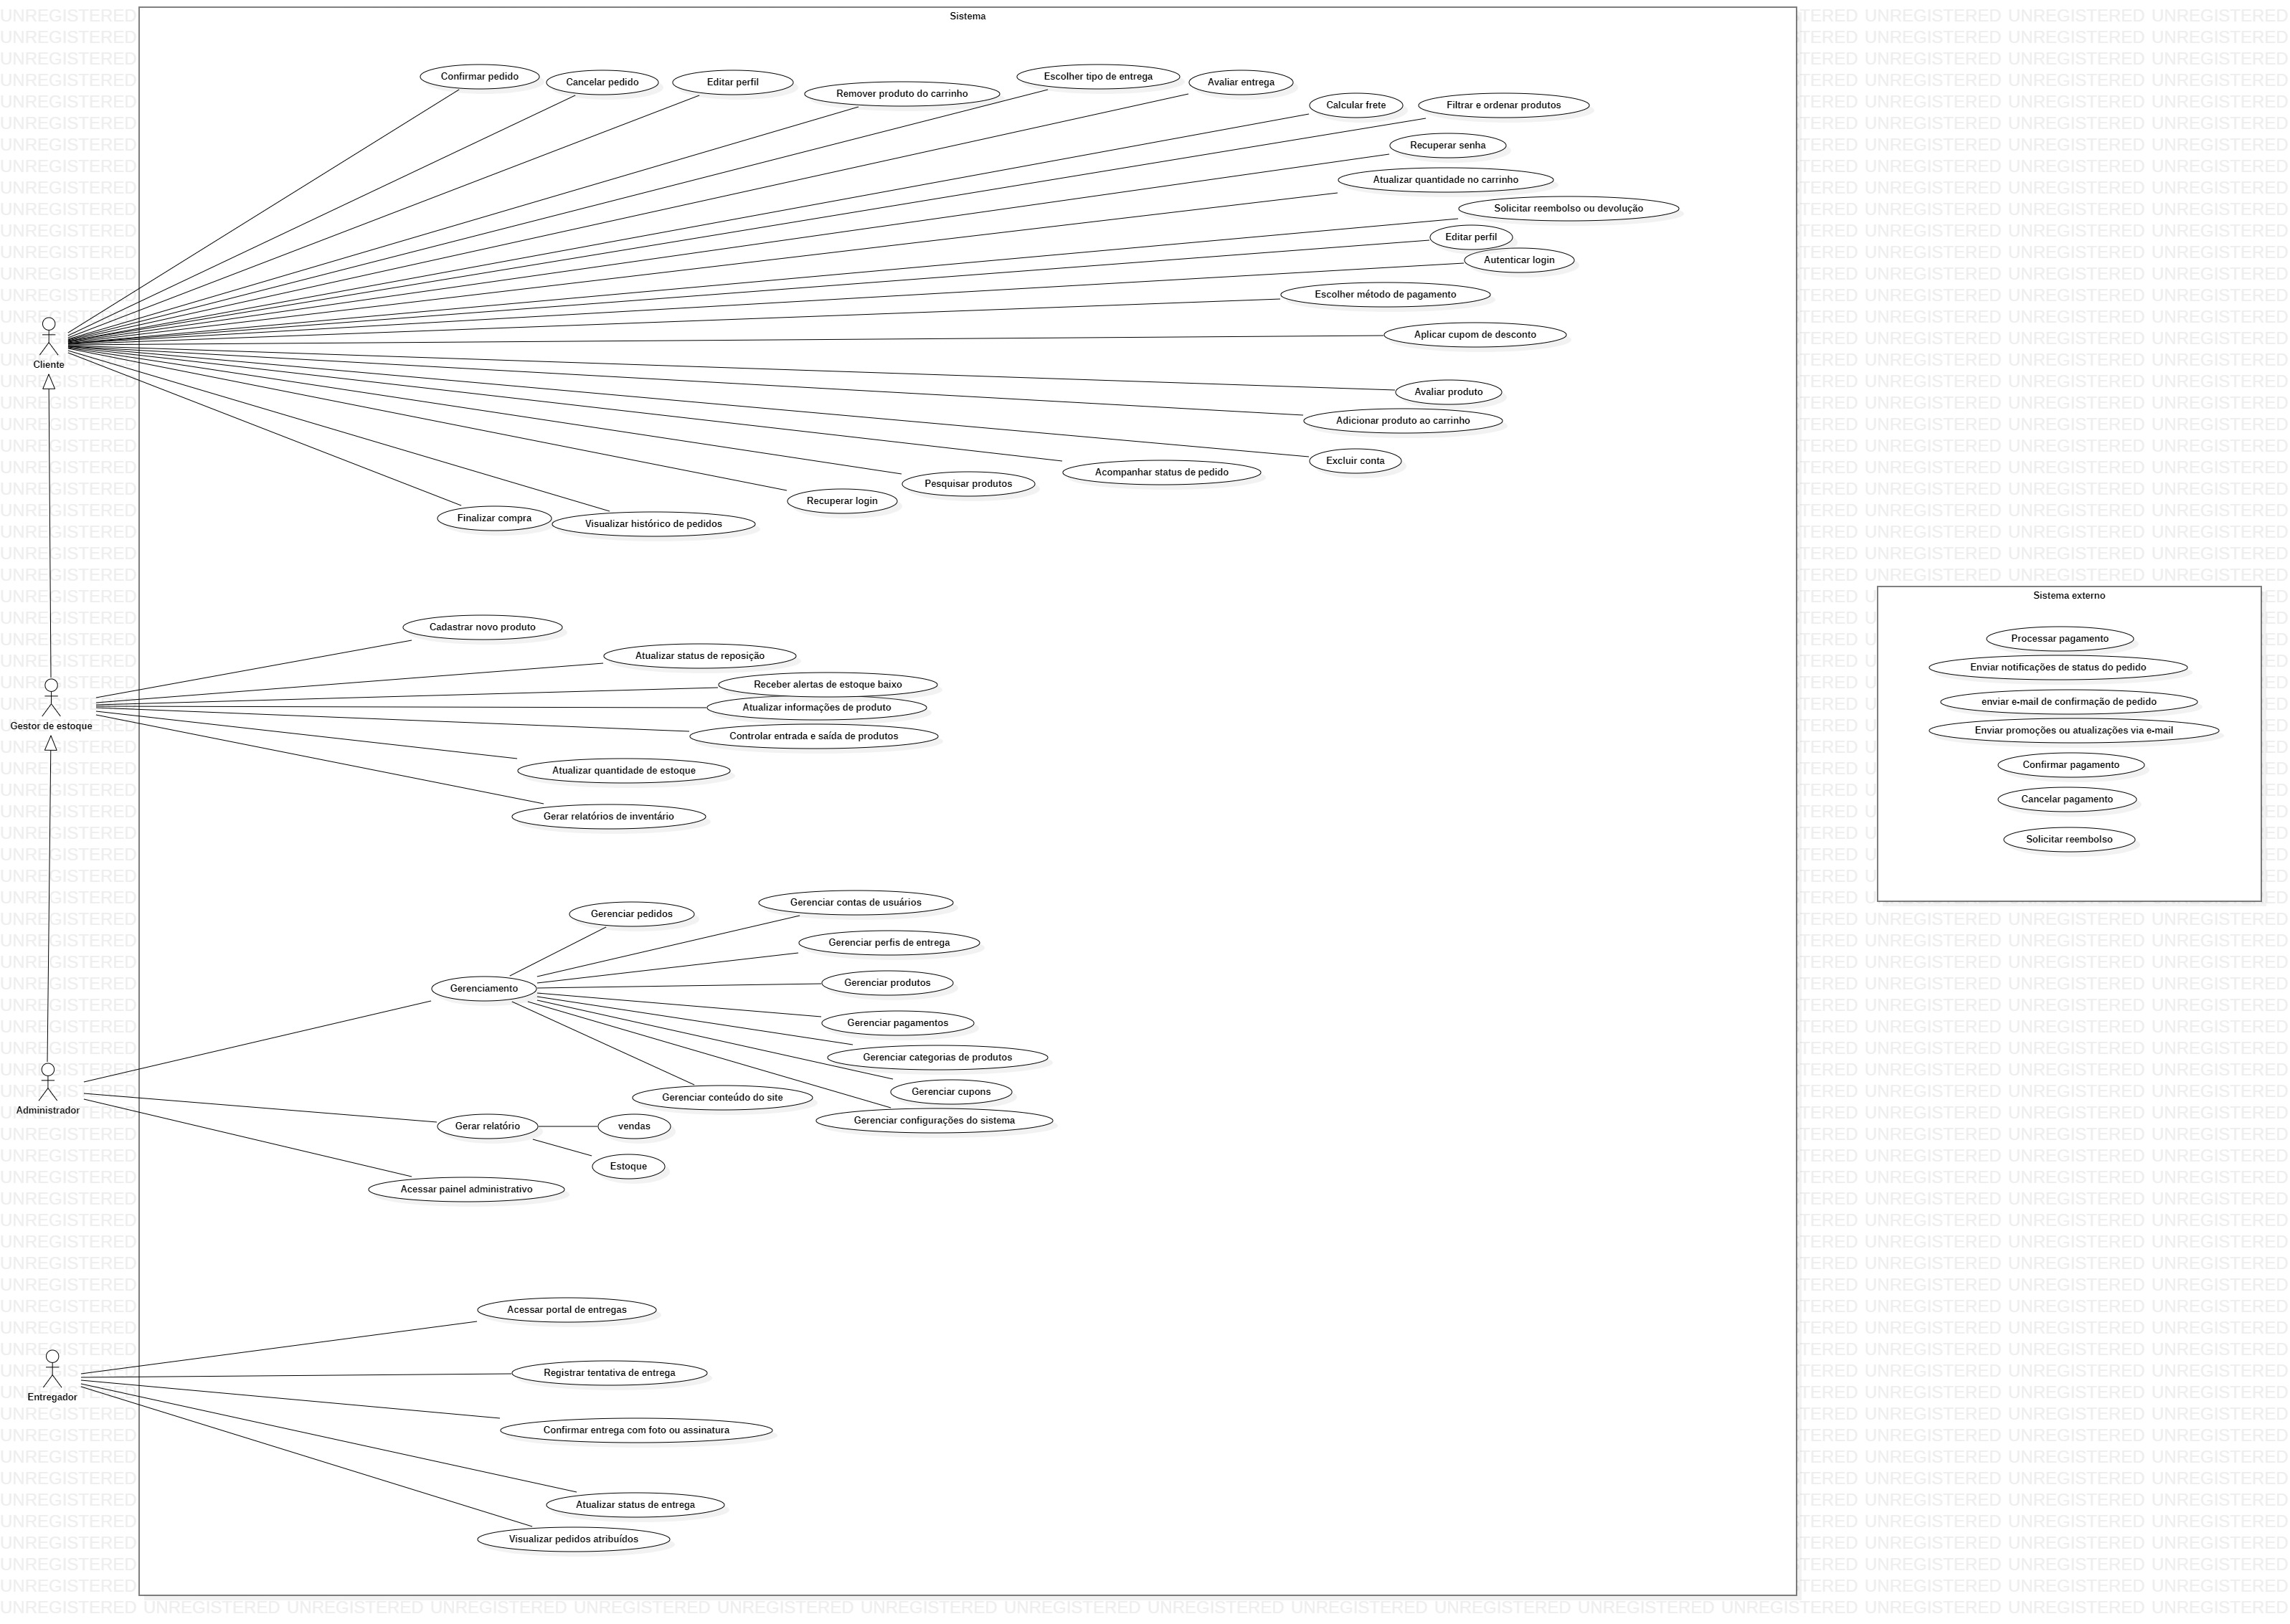 Sistema
Confirmar pedido
Cancelar pedido
Editar perfil
Remover produto do carrinho
Escolher tipo de entrega
Avaliar entrega
Calcular frete
Filtrar e ordenar produtos
Recuperar senha
Atualizar quantidade no carrinho
Solicitar reembolso ou devolução
Editar perfil
Autenticar login
Escolher método de pagamento
Aplicar cupom de desconto
Cliente
Avaliar produto
Adicionar produto ao carrinho
Excluir conta
Acompanhar status de pedido
Pesquisar produtos
Recuperar login
Finalizar compra
Visualizar histórico de pedidos
Sistema externo
Processar pagamento
Enviar notificações de status do pedido
enviar e-mail de confirmação de pedido
Enviar promoções ou atualizações via e-mail
Confirmar pagamento
Cancelar pagamento
Solicitar reembolso
Cadastrar novo produto
Atualizar status de reposição
Receber alertas de estoque baixo
Atualizar informações de produto
Gestor de estoque
Controlar entrada e saída de produtos
Atualizar quantidade de estoque
Gerar relatórios de inventário
Gerenciar contas de usuários
Gerenciar pedidos
Gerenciar perfis de entrega
Gerenciamento
Gerenciar produtos
Gerenciar pagamentos
Gerenciar categorias de produtos
Gerenciar cupons
Gerenciar conteúdo do site
Gerenciar configurações do sistema
Administrador
Gerar relatório
vendas
Estoque
Acessar painel administrativo
Acessar portal de entregas
Registrar tentativa de entrega
Entregador
Confirmar entrega com foto ou assinatura
Atualizar status de entrega
Visualizar pedidos atribuídos
UNREGISTERED UNREGISTERED UNREGISTERED UNREGISTERED UNREGISTERED UNREGISTERED UNREGISTERED UNREGISTERED UNREGISTERED UNREGISTERED UNREGISTERED UNREGISTERED UNREGISTERED UNREGISTERED UNREGISTERED UNREGISTERED